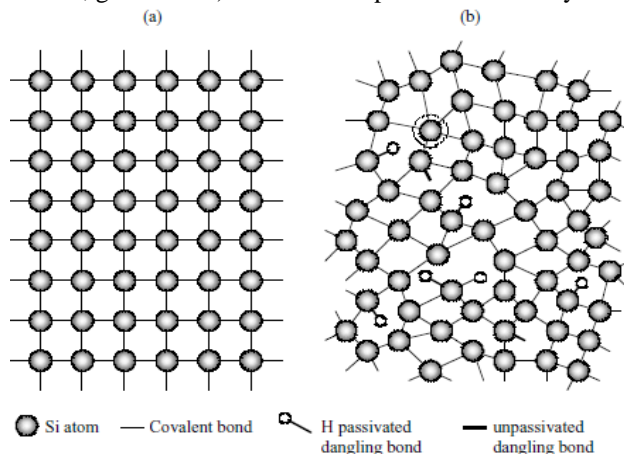 (a)
(b)
Si atom
Covalent bond
H passivated
dangling bond
unpassivated
dangling bond